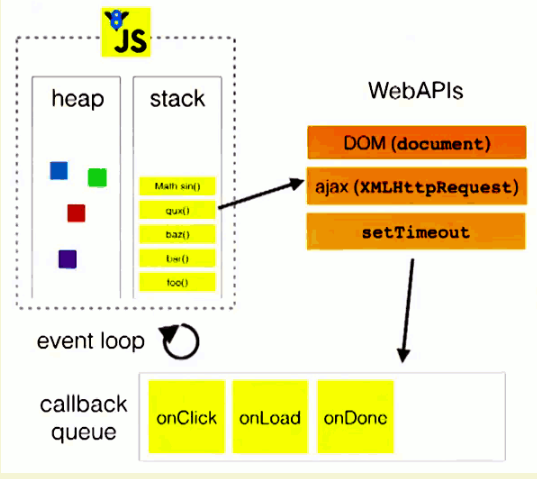 JS
heap
stack
WebAPIs
Math sin()
qux()
baz()
bar()
foo()
DOM (document)
ajax (XMLHttpRequest)
setTimeout
event loop
callback
queue
onClick
onLoad
onDone